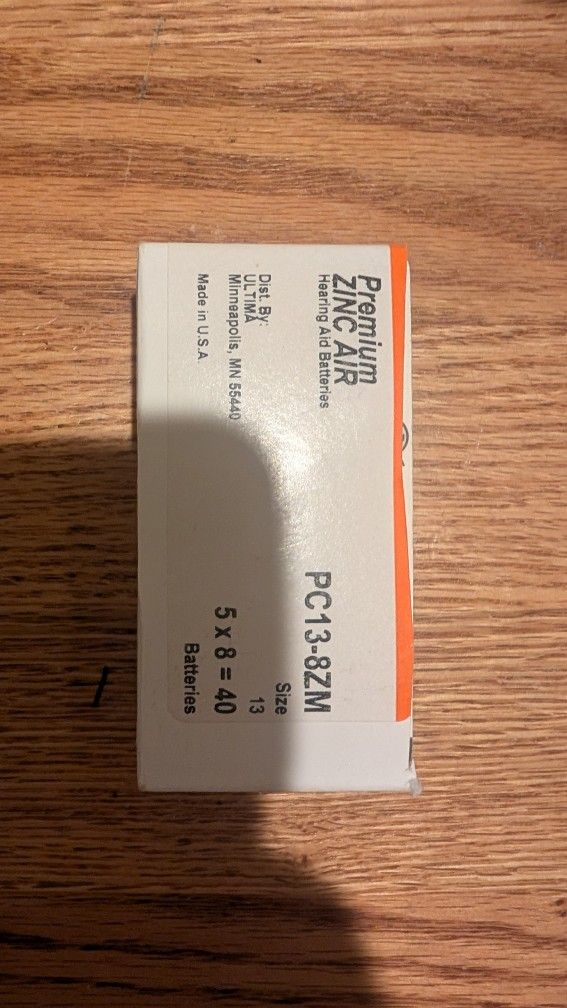 Premium
ZINC AIR
Hearing Aid Batteries
Dist. By:
ULTIMA
Minneapolis, MN 55440
Made in U.S.A.
PC13-8ZM
Size
13
5 x 8 = 40
Batteries